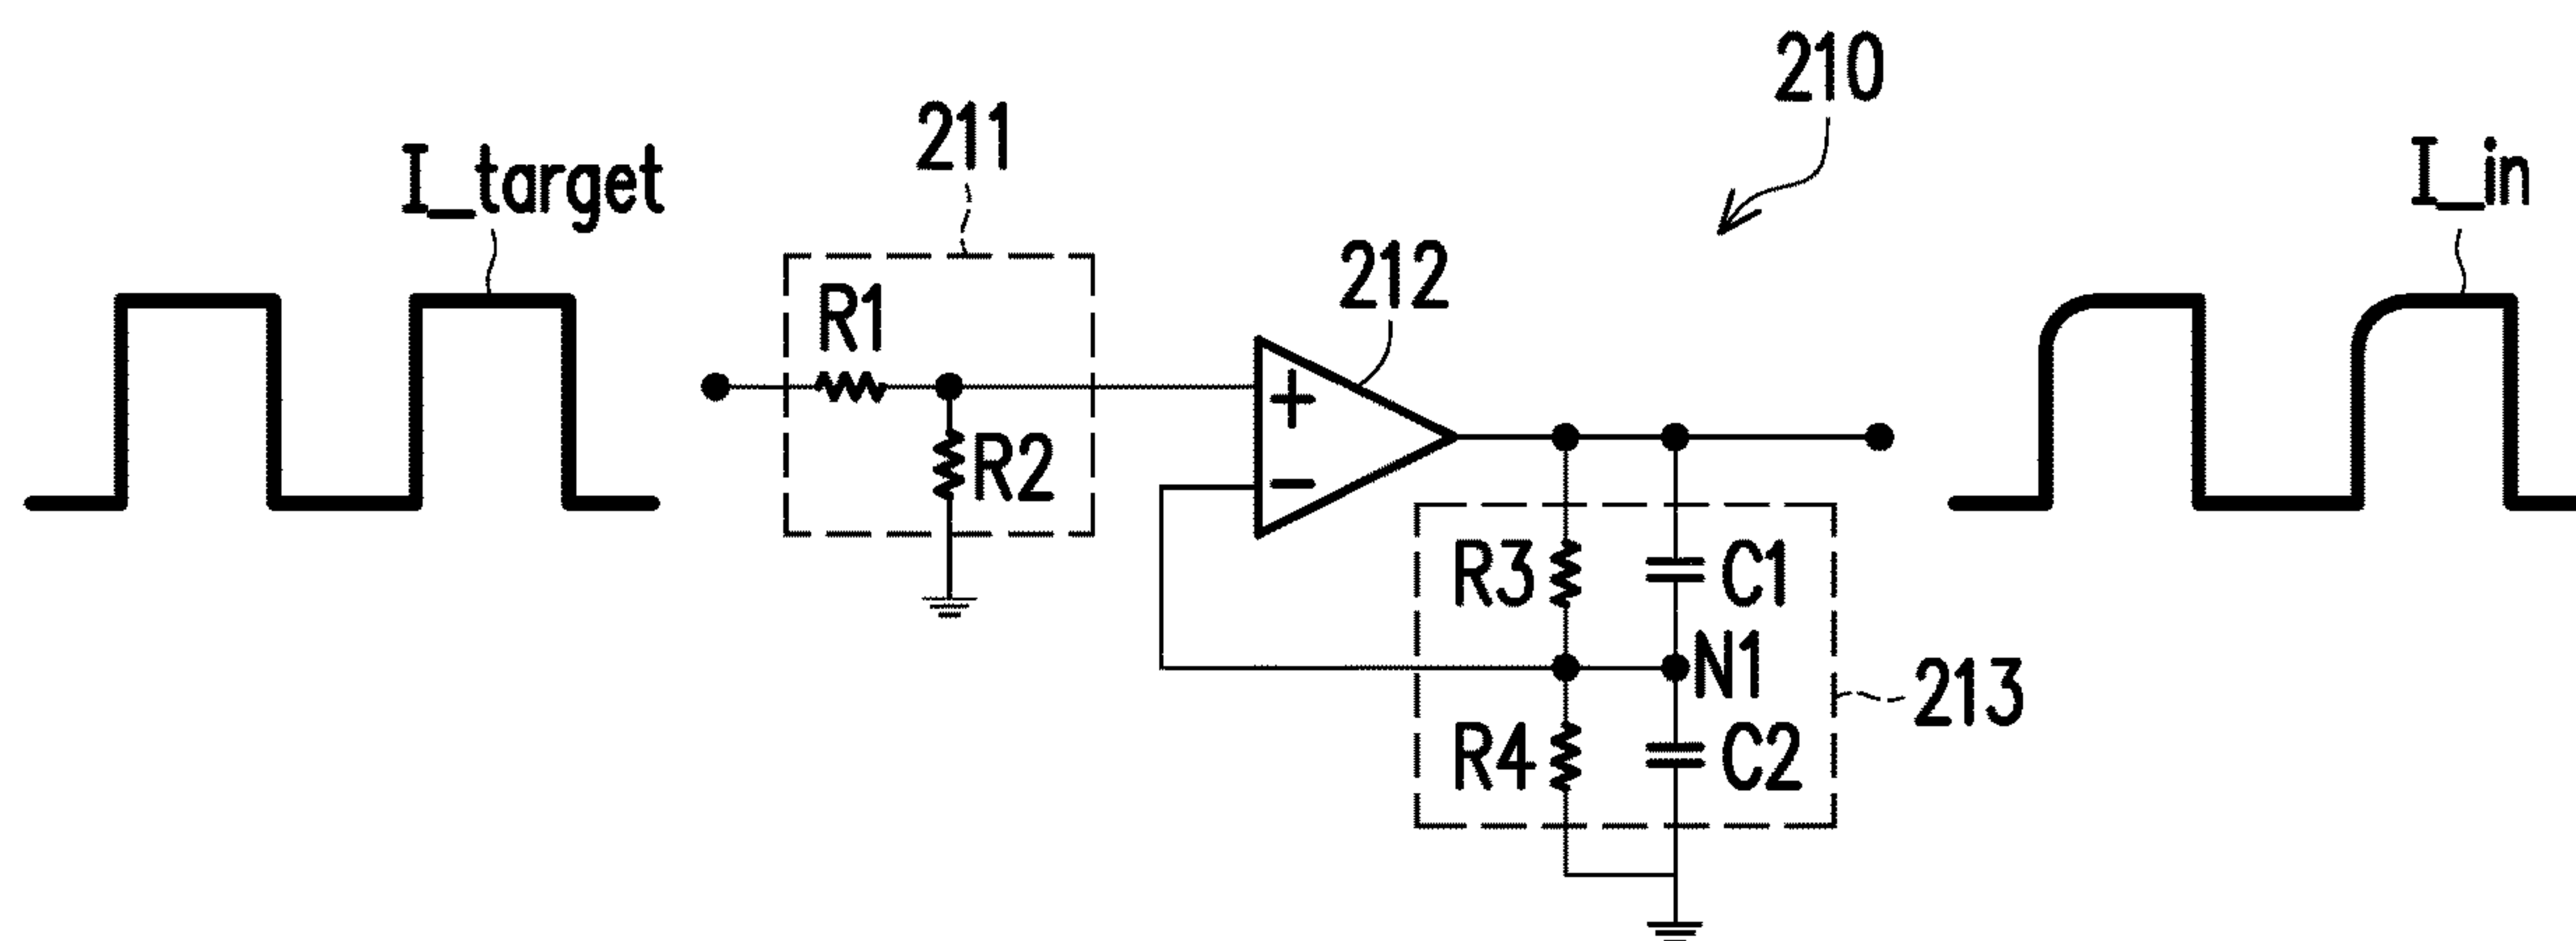 210
I_in
211
I_target
212
R1
+
R2
−
R3
C1
N1
213
R4
C2